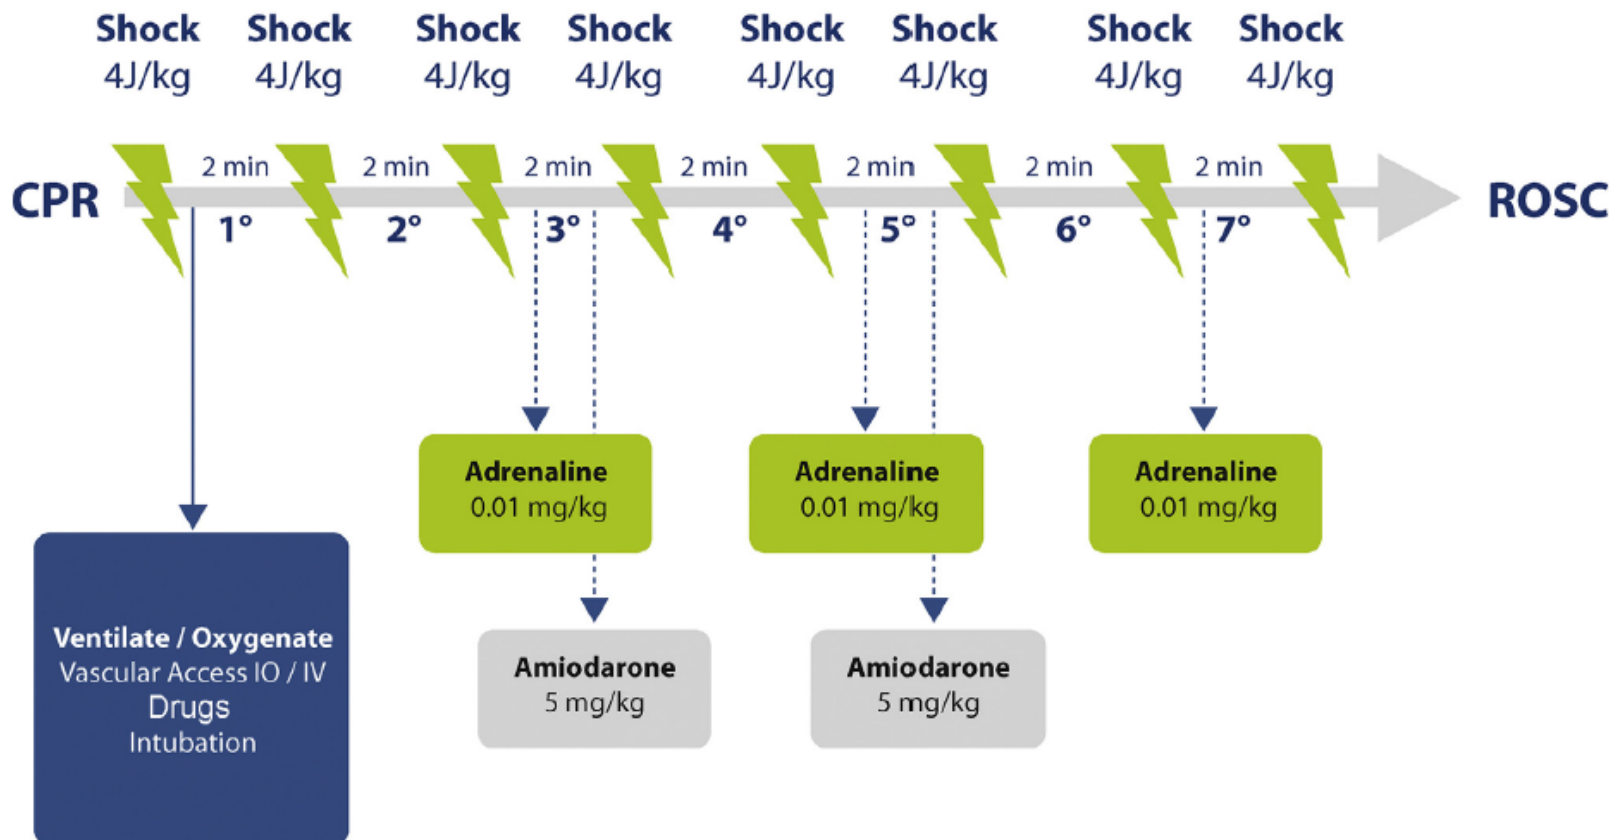 Shock
4J/kg
Shock
4J/kg
Shock
4J/kg
Shock
4J/kg
Shock
4J/kg
Shock
4J/kg
Shock
4J/kg
Shock
4J/kg
CPR
2 min
1°
2 min
2°
2 min
3°
2 min
4°
2 min
5°
2 min
6°
2 min
7°
ROSC
Adrenaline
0.01 mg/kg
Adrenaline
0.01 mg/kg
Adrenaline
0.01 mg/kg
Ventilate / Oxygenate
Vascular Access IO / IV
Drugs
Intubation
Amiodarone
5 mg/kg
Amiodarone
5 mg/kg